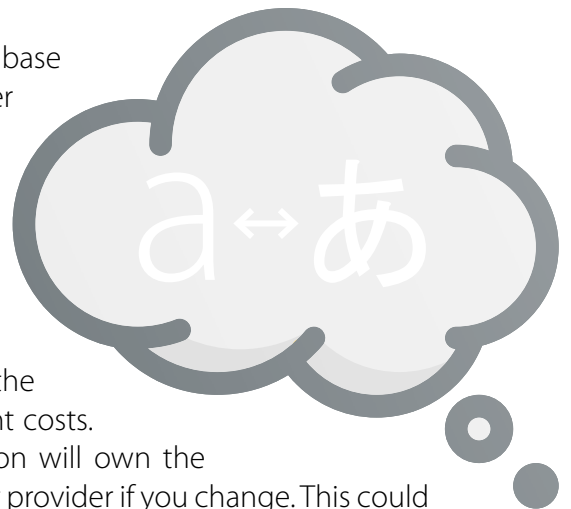 base
er
a↔あ
the
nt costs.
on will own the
provider if you change. This could